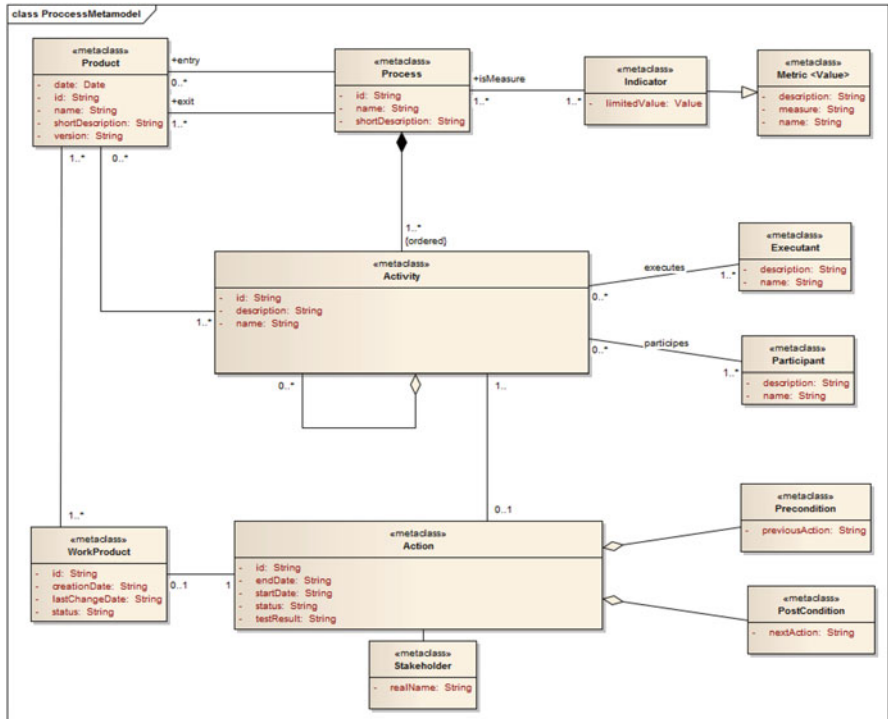 class ProccessMetamodel
«metaclass»
Product
- date: Date
- id: String
- name: String
- shortDescription: String
- version: String
+entry
0..*
+exit
1..*
«metaclass»
Process
- id: String
- name: String
- shortDescription: String
+isMeasure
1..*
1..*
«metaclass»
Indicator
- limitedValue: Value
«metaclass»
Metric <Value>
- description: String
- measure: String
- name: String
1..*
0..*
1..*
{ordered}
«metaclass»
Activity
- id: String
- description: String
- name: String
1..*
0..*
executes
0..*
1..*
«metaclass»
Executant
- description: String
- name: String
participes
0..*
1..*
«metaclass»
Participant
- description: String
- name: String
1..
0..1
1..*
«metaclass»
WorkProduct
- id: String
- creationDate: String
- lastChangeDate: String
- status: String
0..1
1
«metaclass»
Action
- id: String
- endDate: String
- startDate: String
- status: String
- testResult: String
«metaclass»
Precondition
- previousAction: String
«metaclass»
PostCondition
- nextAction: String
«metaclass»
Stakeholder
- realName: String